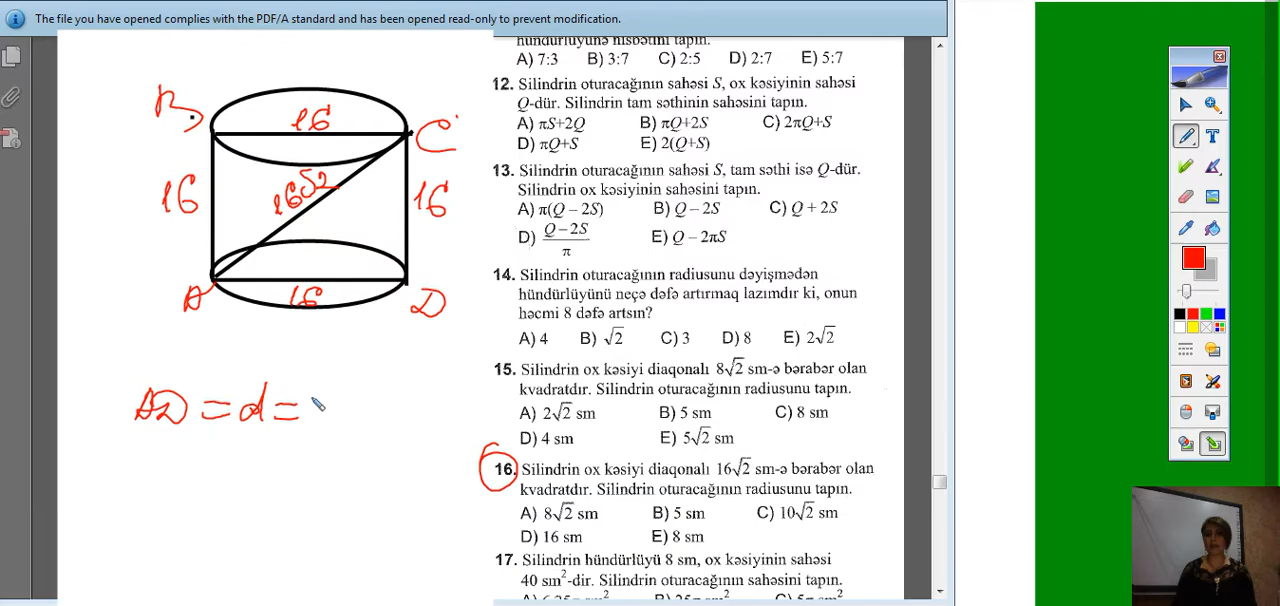 The file you have opened complies with the PDF/A standard and has been opened read-only to prevent modification.
B
16
C
16
16√2
16
A
16
D
AD = d =
hündürlüyünə nisbətini tapın.
A) 7:3 B) 3:7 C) 2:5 D) 2:7 E) 5:7
12. Silindrin oturacağının sahəsi S, ox kəsiyinin sahəsi
Q-dür. Silindrin tam səthinin sahəsini tapın.
A) πS+2Q B) πQ+2S C) 2πQ+S
D) πQ+S E) 2(Q+S)
13. Silindrin oturacağının sahəsi S, tam səthi isə Q-dür.
Silindrin ox kəsiyinin sahəsini tapın.
A) π(Q – 2S) B) Q – 2S C) Q + 2S
D) Q–2S/π E) Q – 2πS
14. Silindrin oturacağının radiusunu dəyişmədən
hündürlüyünü neçə dəfə artırmaq lazımdır ki, onun
həcmi 8 dəfə artsın?
A) 4 B) √2 C) 3 D) 8 E) 2√2
15. Silindrin ox kəsiyi diaqonalı 8√2 sm-ə bərabər olan
kvadratdır. Silindrin oturacağının radiusunu tapın.
A) 2√2 sm B) 5 sm C) 8 sm
D) 4 sm E) 5√2 sm
16. Silindrin ox kəsiyi diaqonalı 16√2 sm-ə bərabər olan
kvadratdır. Silindrin oturacağının radiusunu tapın.
A) 8√2 sm B) 5 sm C) 10√2 sm
D) 16 sm E) 8 sm
17. Silindrin hündürlüyü 8 sm, ox kəsiyinin sahəsi
40 sm²-dir. Silindrin oturacağının sahəsini tapın.